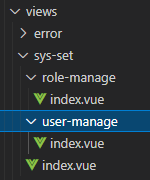 views
error
sys-set
role-manage
index.vue
user-manage
index.vue
index.vue